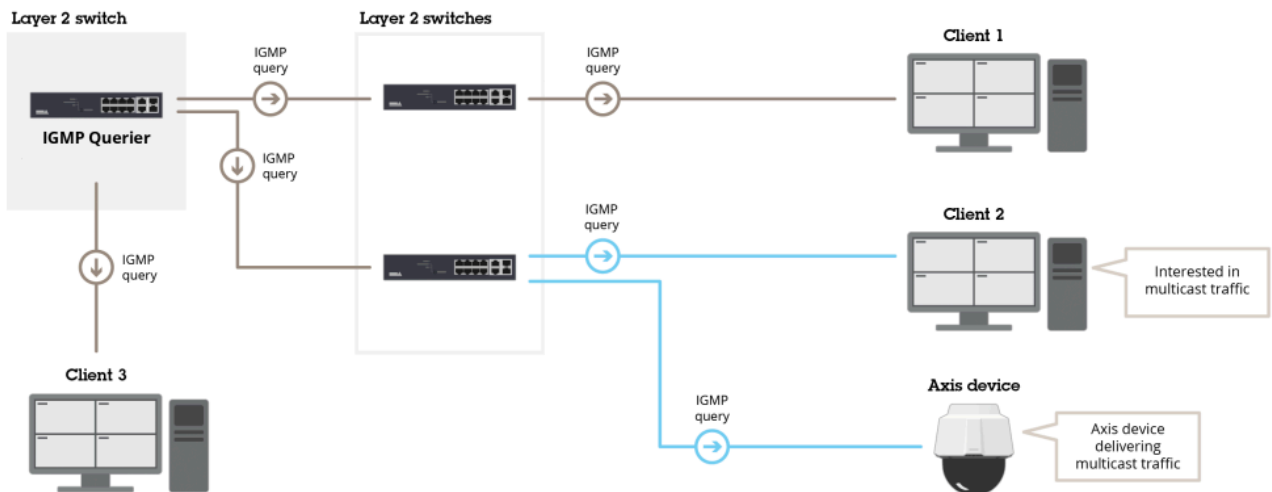 Layer 2 switch
Layer 2 switches
IGMP
query
IGMP
query
Client 1
IGMP Querier
IGMP
query
IGMP
query
Client 2
IGMP
query
Interested in
multicast traffic
Client 3
IGMP
query
Axis device
Axis device
delivering
multicast traffic